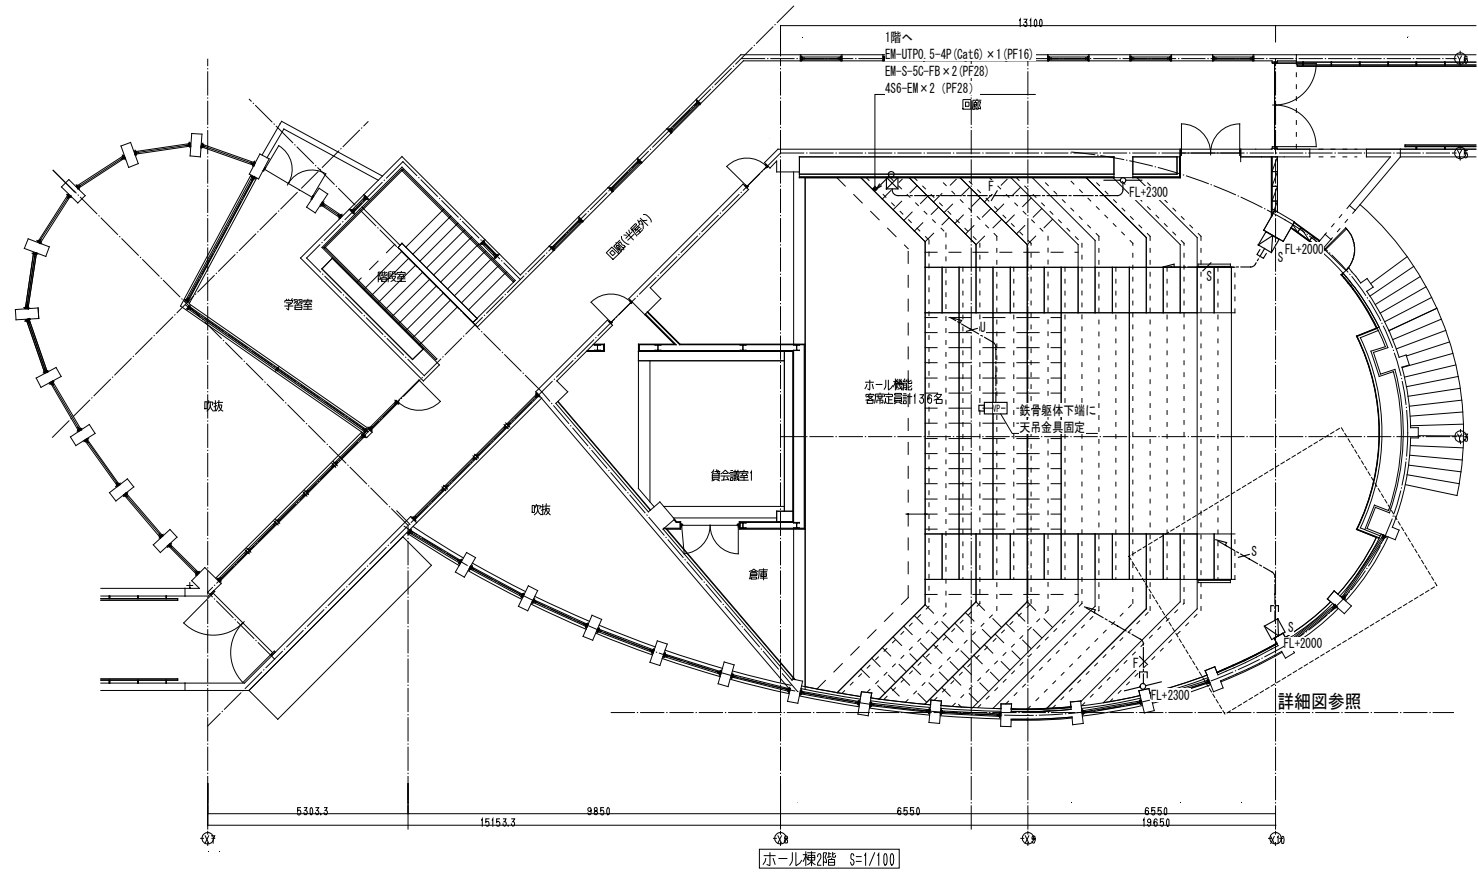 13100
1階へ
EM-UTP0.5-4P(Cat6)×1(PF16)
EM-S-5C-FB×2(PF28)
4S6-EM×2 (PF28)
回廊
F
FL+2300
S
FL+2000
S
回廊(半屋外)
階段室
学習室
吹抜
U
ホール機能
客席定員計136名
VP
鉄骨躯体下端に
天吊金具固定
貸会議室1
吹抜
倉庫
S
S
FL+2000
F
FL+2300
詳細図参照
5303.3
9850
6550
6550
15153.3
19650
X7
X8
X9
X10
ホール棟2階 S=1/100